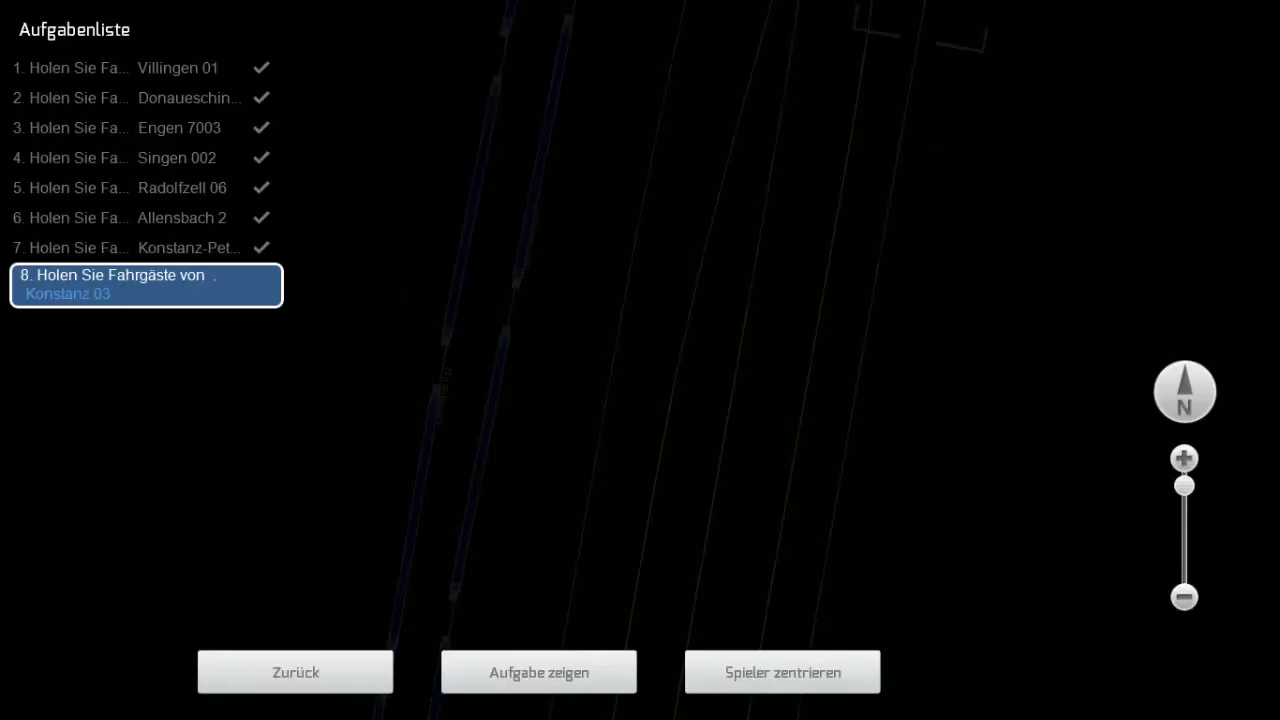 Aufgabenliste
1. Holen Sie Fa... Villingen 01
2. Holen Sie Fa... Donaueschin...
3. Holen Sie Fa... Engen 7003
4. Holen Sie Fa... Singen 002
5. Holen Sie Fa... Radolfzell 06
6. Holen Sie Fa... Allensbach 2
7. Holen Sie Fa... Konstanz-Pet...
8. Holen Sie Fahrgäste von .
Konstanz 03
N
Zurück
Aufgabe zeigen
Spieler zentrieren